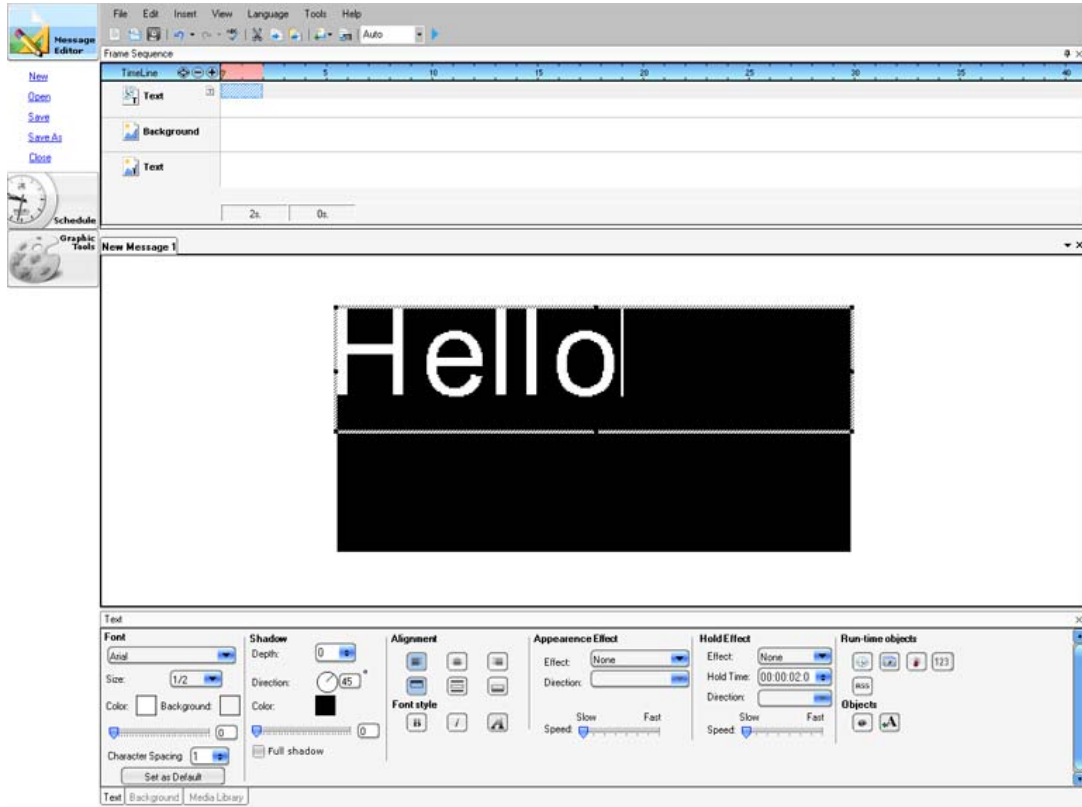 File Edit Insert View Language Tools Help
Message Editor
Auto
Frame Sequence
New
Open
Save
Save As
Close
TimeLine
5 10 15 20 25 30 35 40
Text
Background
Text
2s. 0s.
Schedule
Graphic Tools
New Message 1
Hello
Text
Font
Arial
Size: 1/2
Color: Background:
0
Character Spacing 1
Set as Default
Shadow
Depth: 0
Direction: 45 °
Color:
0
Full shadow
Alignment
Font style
B I A
Appearence Effect
Effect: None
Direction:
Slow Fast
Speed:
Hold Effect
Effect: None
Hold Time: 00:00:02.0
Direction:
Slow Fast
Speed:
Run-time objects
123
RSS
Objects
A
Text Background Media Library